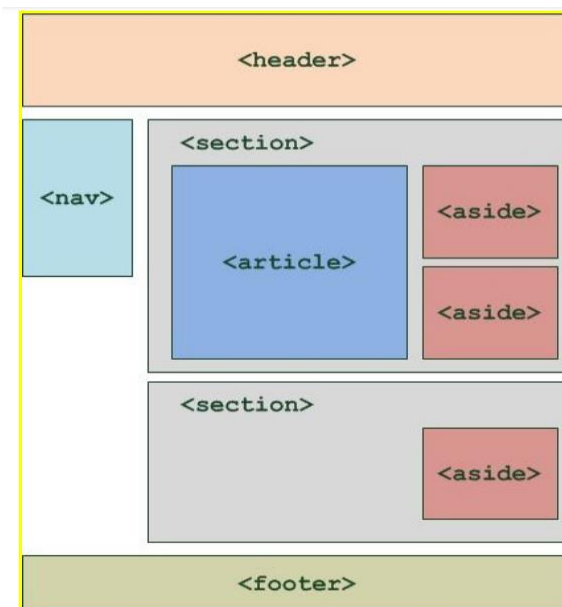 <header>
<section>
<nav>
<article>
<aside>
<aside>
<section>
<aside>
<footer>